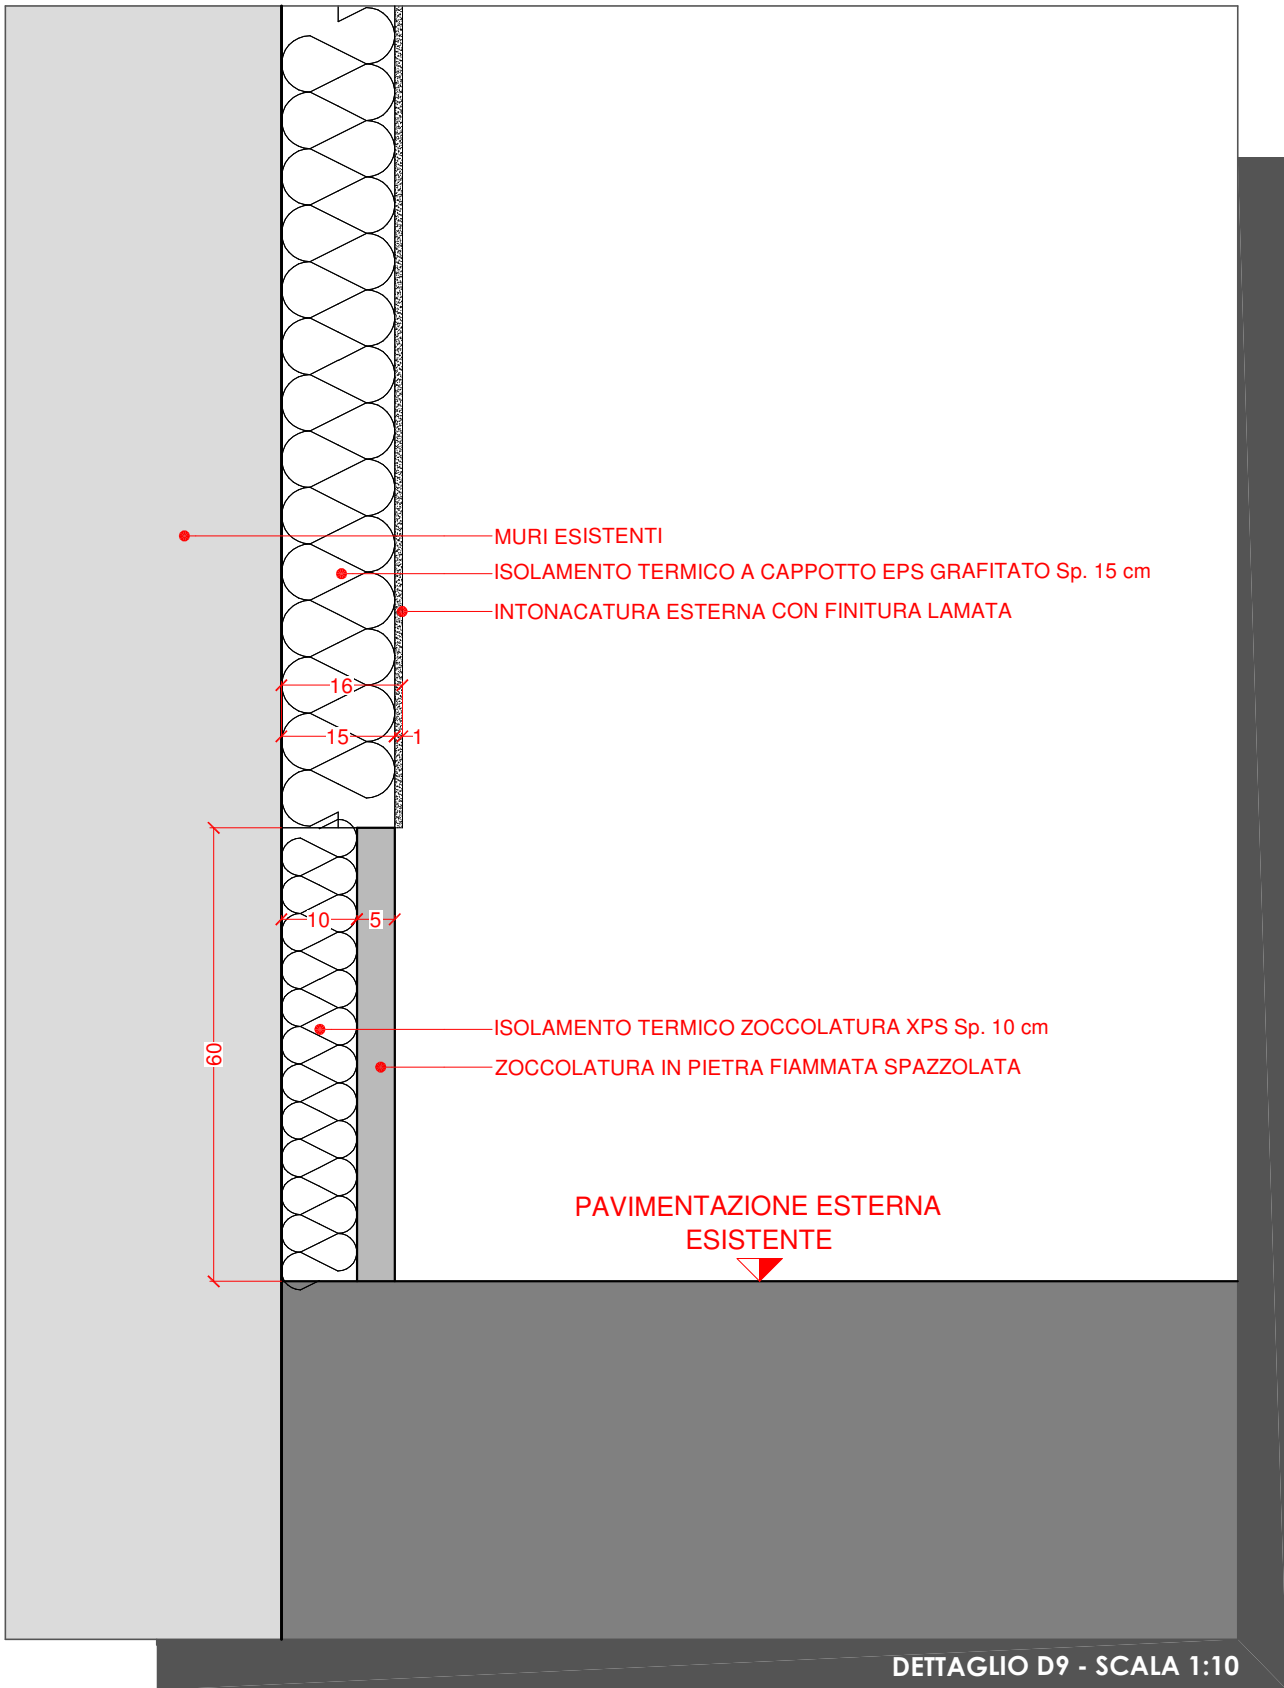 MURI ESISTENTI
ISOLAMENTO TERMICO A CAPPOTTO EPS GRAFITATO Sp. 15 cm
INTONACATURA ESTERNA CON FINITURA LAMATA
16
15 1
10 5
ISOLAMENTO TERMICO ZOCCOLATURA XPS Sp. 10 cm
60
ZOCCOLATURA IN PIETRA FIAMMATA SPAZZOLATA
PAVIMENTAZIONE ESTERNA
ESISTENTE
DETTAGLIO D9 - SCALA 1:10